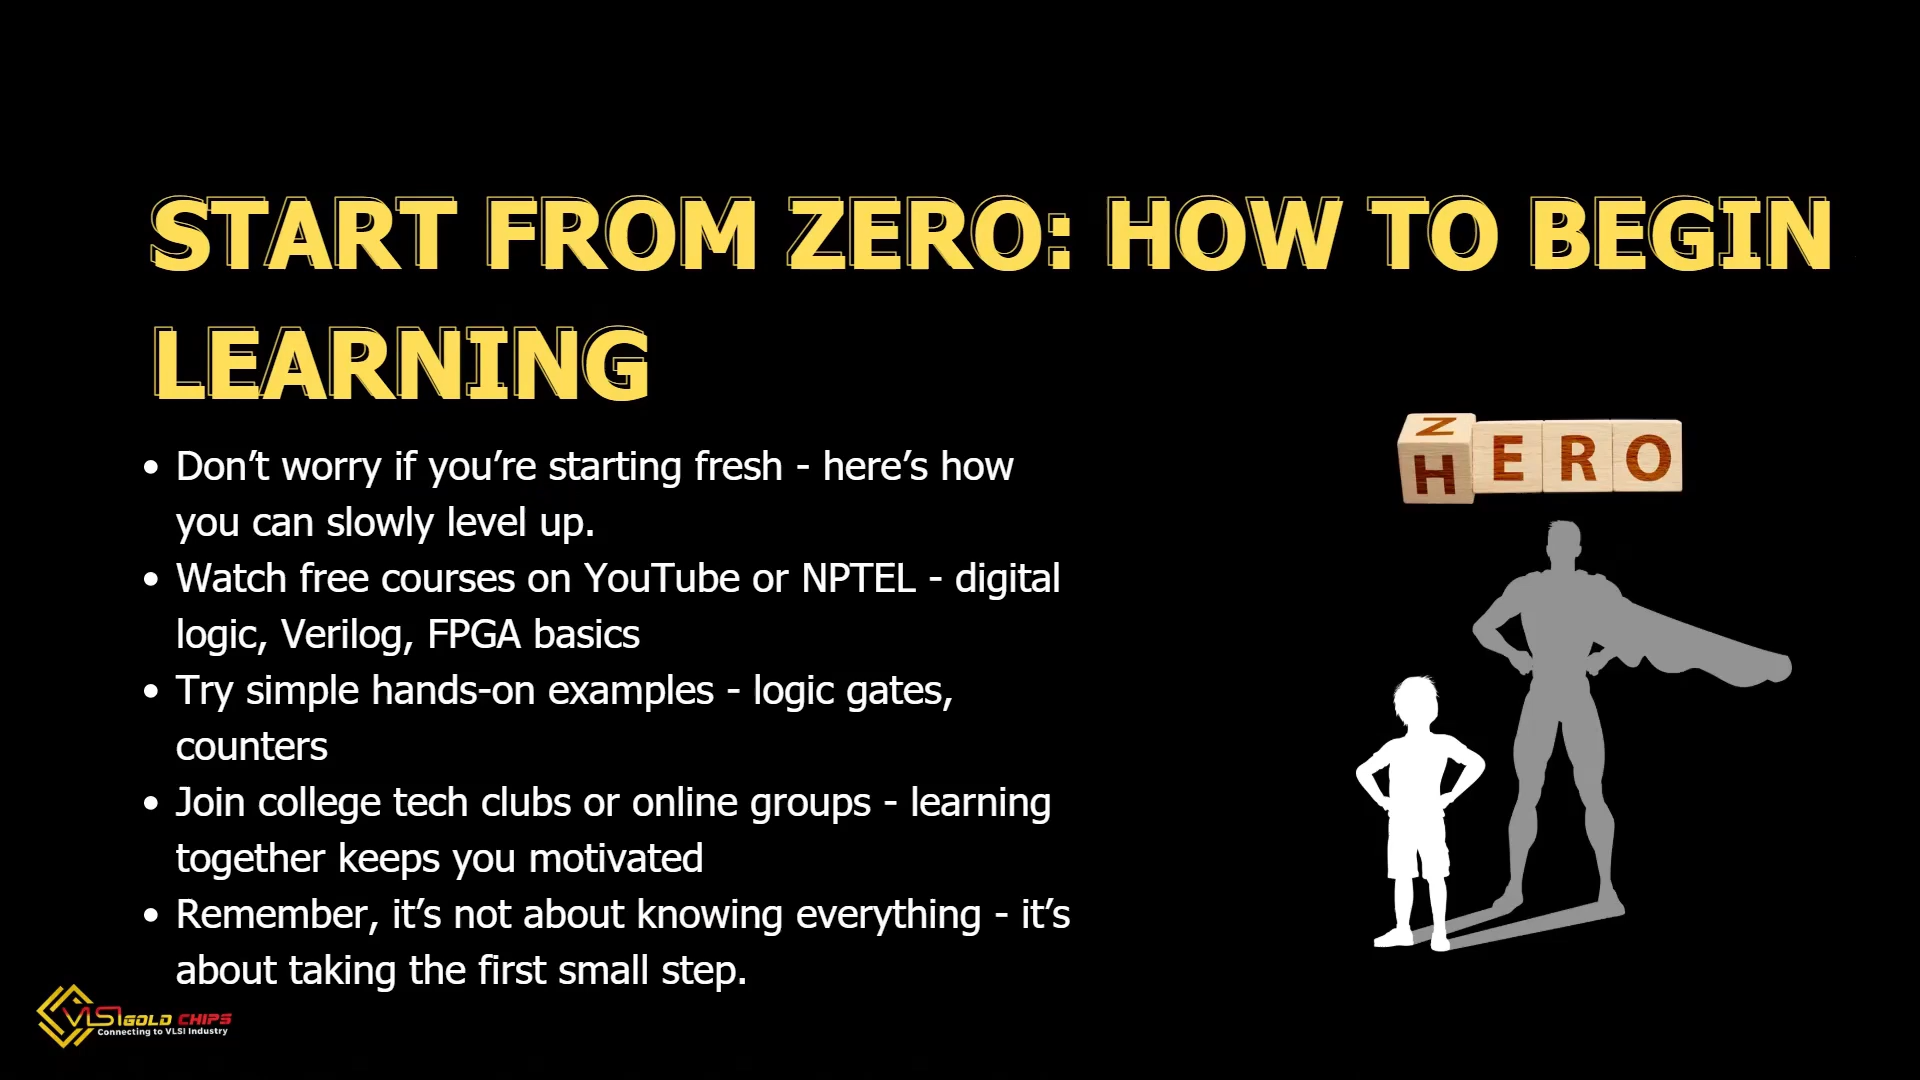 START FROM ZERO: HOW TO BEGIN
LEARNING
• Don’t worry if you’re starting fresh - here’s how
you can slowly level up.
• Watch free courses on YouTube or NPTEL - digital
logic, Verilog, FPGA basics
• Try simple hands-on examples - logic gates,
counters
• Join college tech clubs or online groups - learning
together keeps you motivated
• Remember, it’s not about knowing everything - it’s
about taking the first small step.
Z
HERO
VLSI GOLD CHIPS
Connecting to VLSI Industry